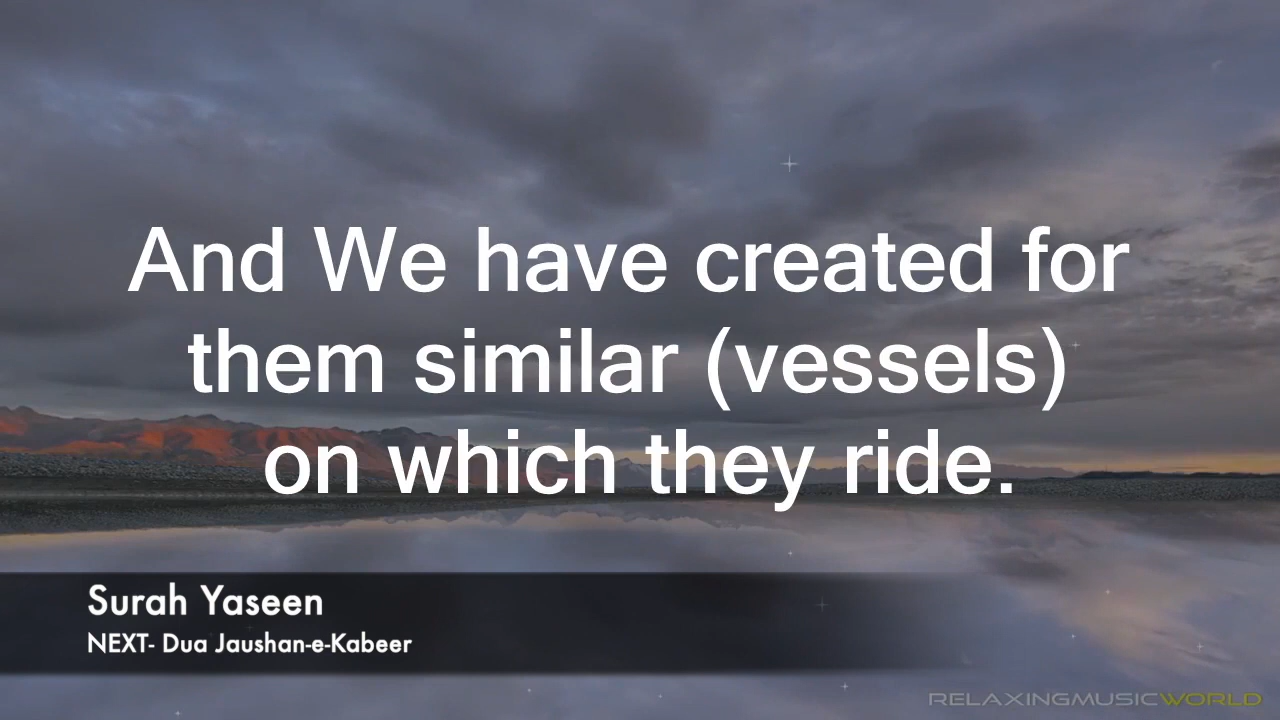 And We have created for
them similar (vessels)
on which they ride.
Surah Yaseen
NEXT- Dua Jaushan-e-Kabeer
RELAXINGMUSICWORLD